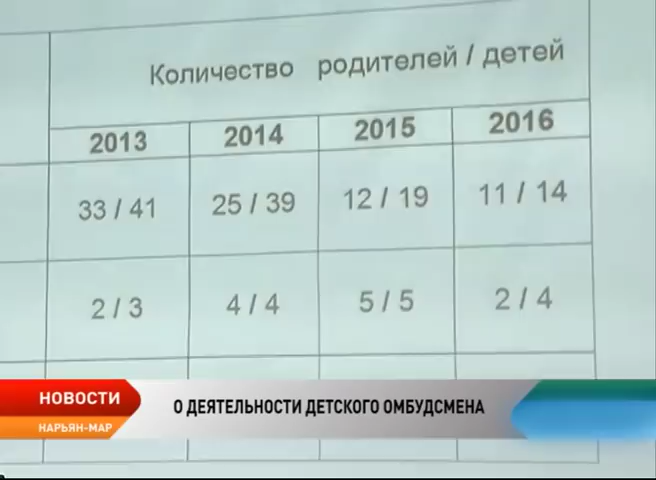 Количество родителей / детей
2013 2014 2015 2016
33 / 41 25 / 39 12 / 19 11 / 14
2 / 3 4 / 4 5 / 5 2 / 4
НОВОСТИ
О ДЕЯТЕЛЬНОСТИ ДЕТСКОГО ОМБУДСМЕНА
НАРЬЯН-МАР